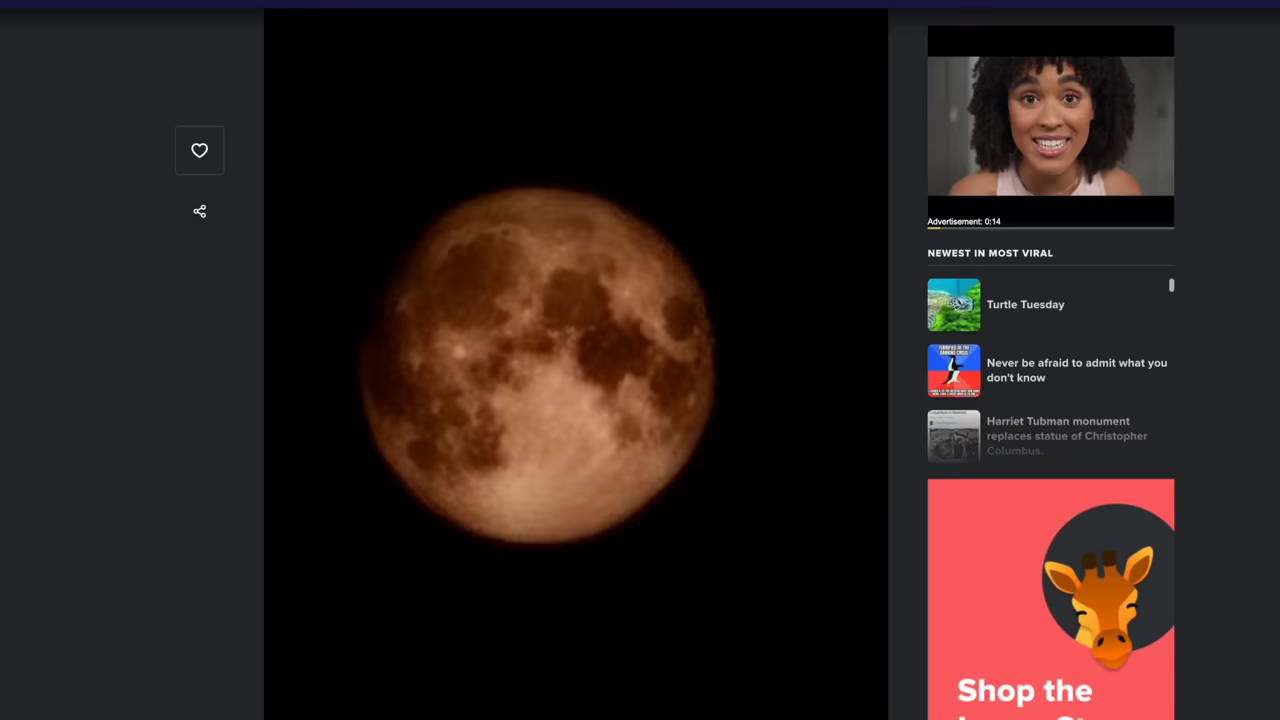 Advertisement: 0:14
NEWEST IN MOST VIRAL
Turtle Tuesday
Never be afraid to admit what you
don't know
Harriet Tubman monument
replaces statue of Christopher
Columbus.
Shop the